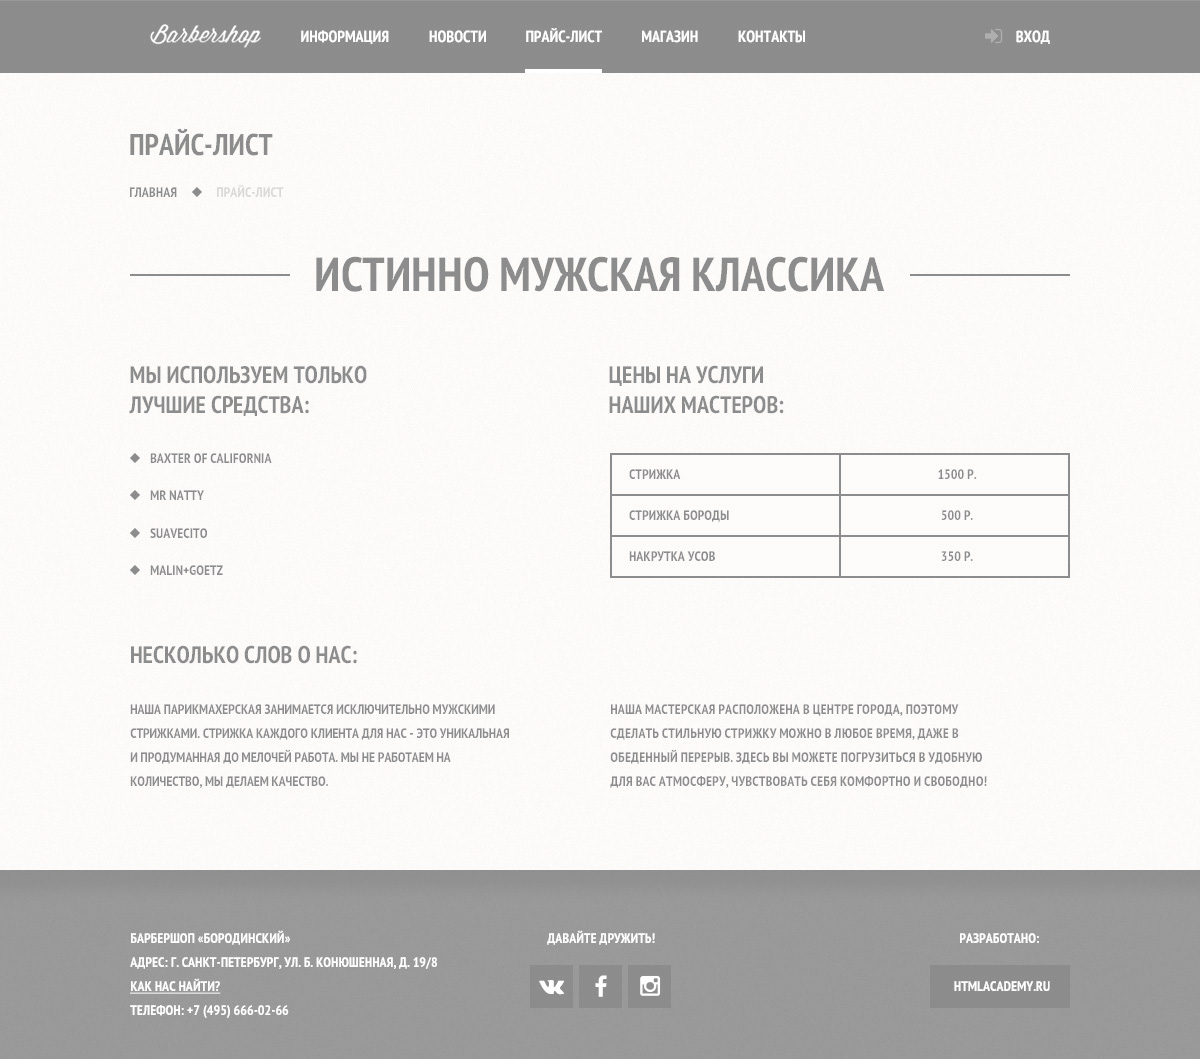 Barbershop ИНФОРМАЦИЯ НОВОСТИ ПРАЙС-ЛИСТ МАГАЗИН КОНТАКТЫ ВХОД
ПРАЙС-ЛИСТ
ГЛАВНАЯ ПРАЙС-ЛИСТ
ИСТИННО МУЖСКАЯ КЛАССИКА
МЫ ИСПОЛЬЗУЕМ ТОЛЬКО
ЛУЧШИЕ СРЕДСТВА:
BAXTER OF CALIFORNIA
MR NATTY
SUAVECITO
MALIN+GOETZ
ЦЕНЫ НА УСЛУГИ
НАШИХ МАСТЕРОВ:
СТРИЖКА 1500 Р.
СТРИЖКА БОРОДЫ 500 Р.
НАКРУТКА УСОВ 350 Р.
НЕСКОЛЬКО СЛОВ О НАС:
НАША ПАРИКМАХЕРСКАЯ ЗАНИМАЕТСЯ ИСКЛЮЧИТЕЛЬНО МУЖСКИМИ
СТРИЖКАМИ. СТРИЖКА КАЖДОГО КЛИЕНТА ДЛЯ НАС - ЭТО УНИКАЛЬНАЯ
И ПРОДУМАННАЯ ДО МЕЛОЧЕЙ РАБОТА. МЫ НЕ РАБОТАЕМ НА
КОЛИЧЕСТВО, МЫ ДЕЛАЕМ КАЧЕСТВО.
НАША МАСТЕРСКАЯ РАСПОЛОЖЕНА В ЦЕНТРЕ ГОРОДА, ПОЭТОМУ
СДЕЛАТЬ СТИЛЬНУЮ СТРИЖКУ МОЖНО В ЛЮБОЕ ВРЕМЯ, ДАЖЕ В
ОБЕДЕННЫЙ ПЕРЕРЫВ. ЗДЕСЬ ВЫ МОЖЕТЕ ПОГРУЗИТЬСЯ В УДОБНУЮ
ДЛЯ ВАС АТМОСФЕРУ, ЧУВСТВОВАТЬ СЕБЯ КОМФОРТНО И СВОБОДНО!
БАРБЕРШОП «БОРОДИНСКИЙ»
АДРЕС: Г. САНКТ-ПЕТЕРБУРГ, УЛ. Б. КОНЮШЕННАЯ, Д. 19/8
КАК НАС НАЙТИ?
ТЕЛЕФОН: +7 (495) 666-02-66
ДАВАЙТЕ ДРУЖИТЬ!
РАЗРАБОТАНО:
HTMLACADEMY.RU